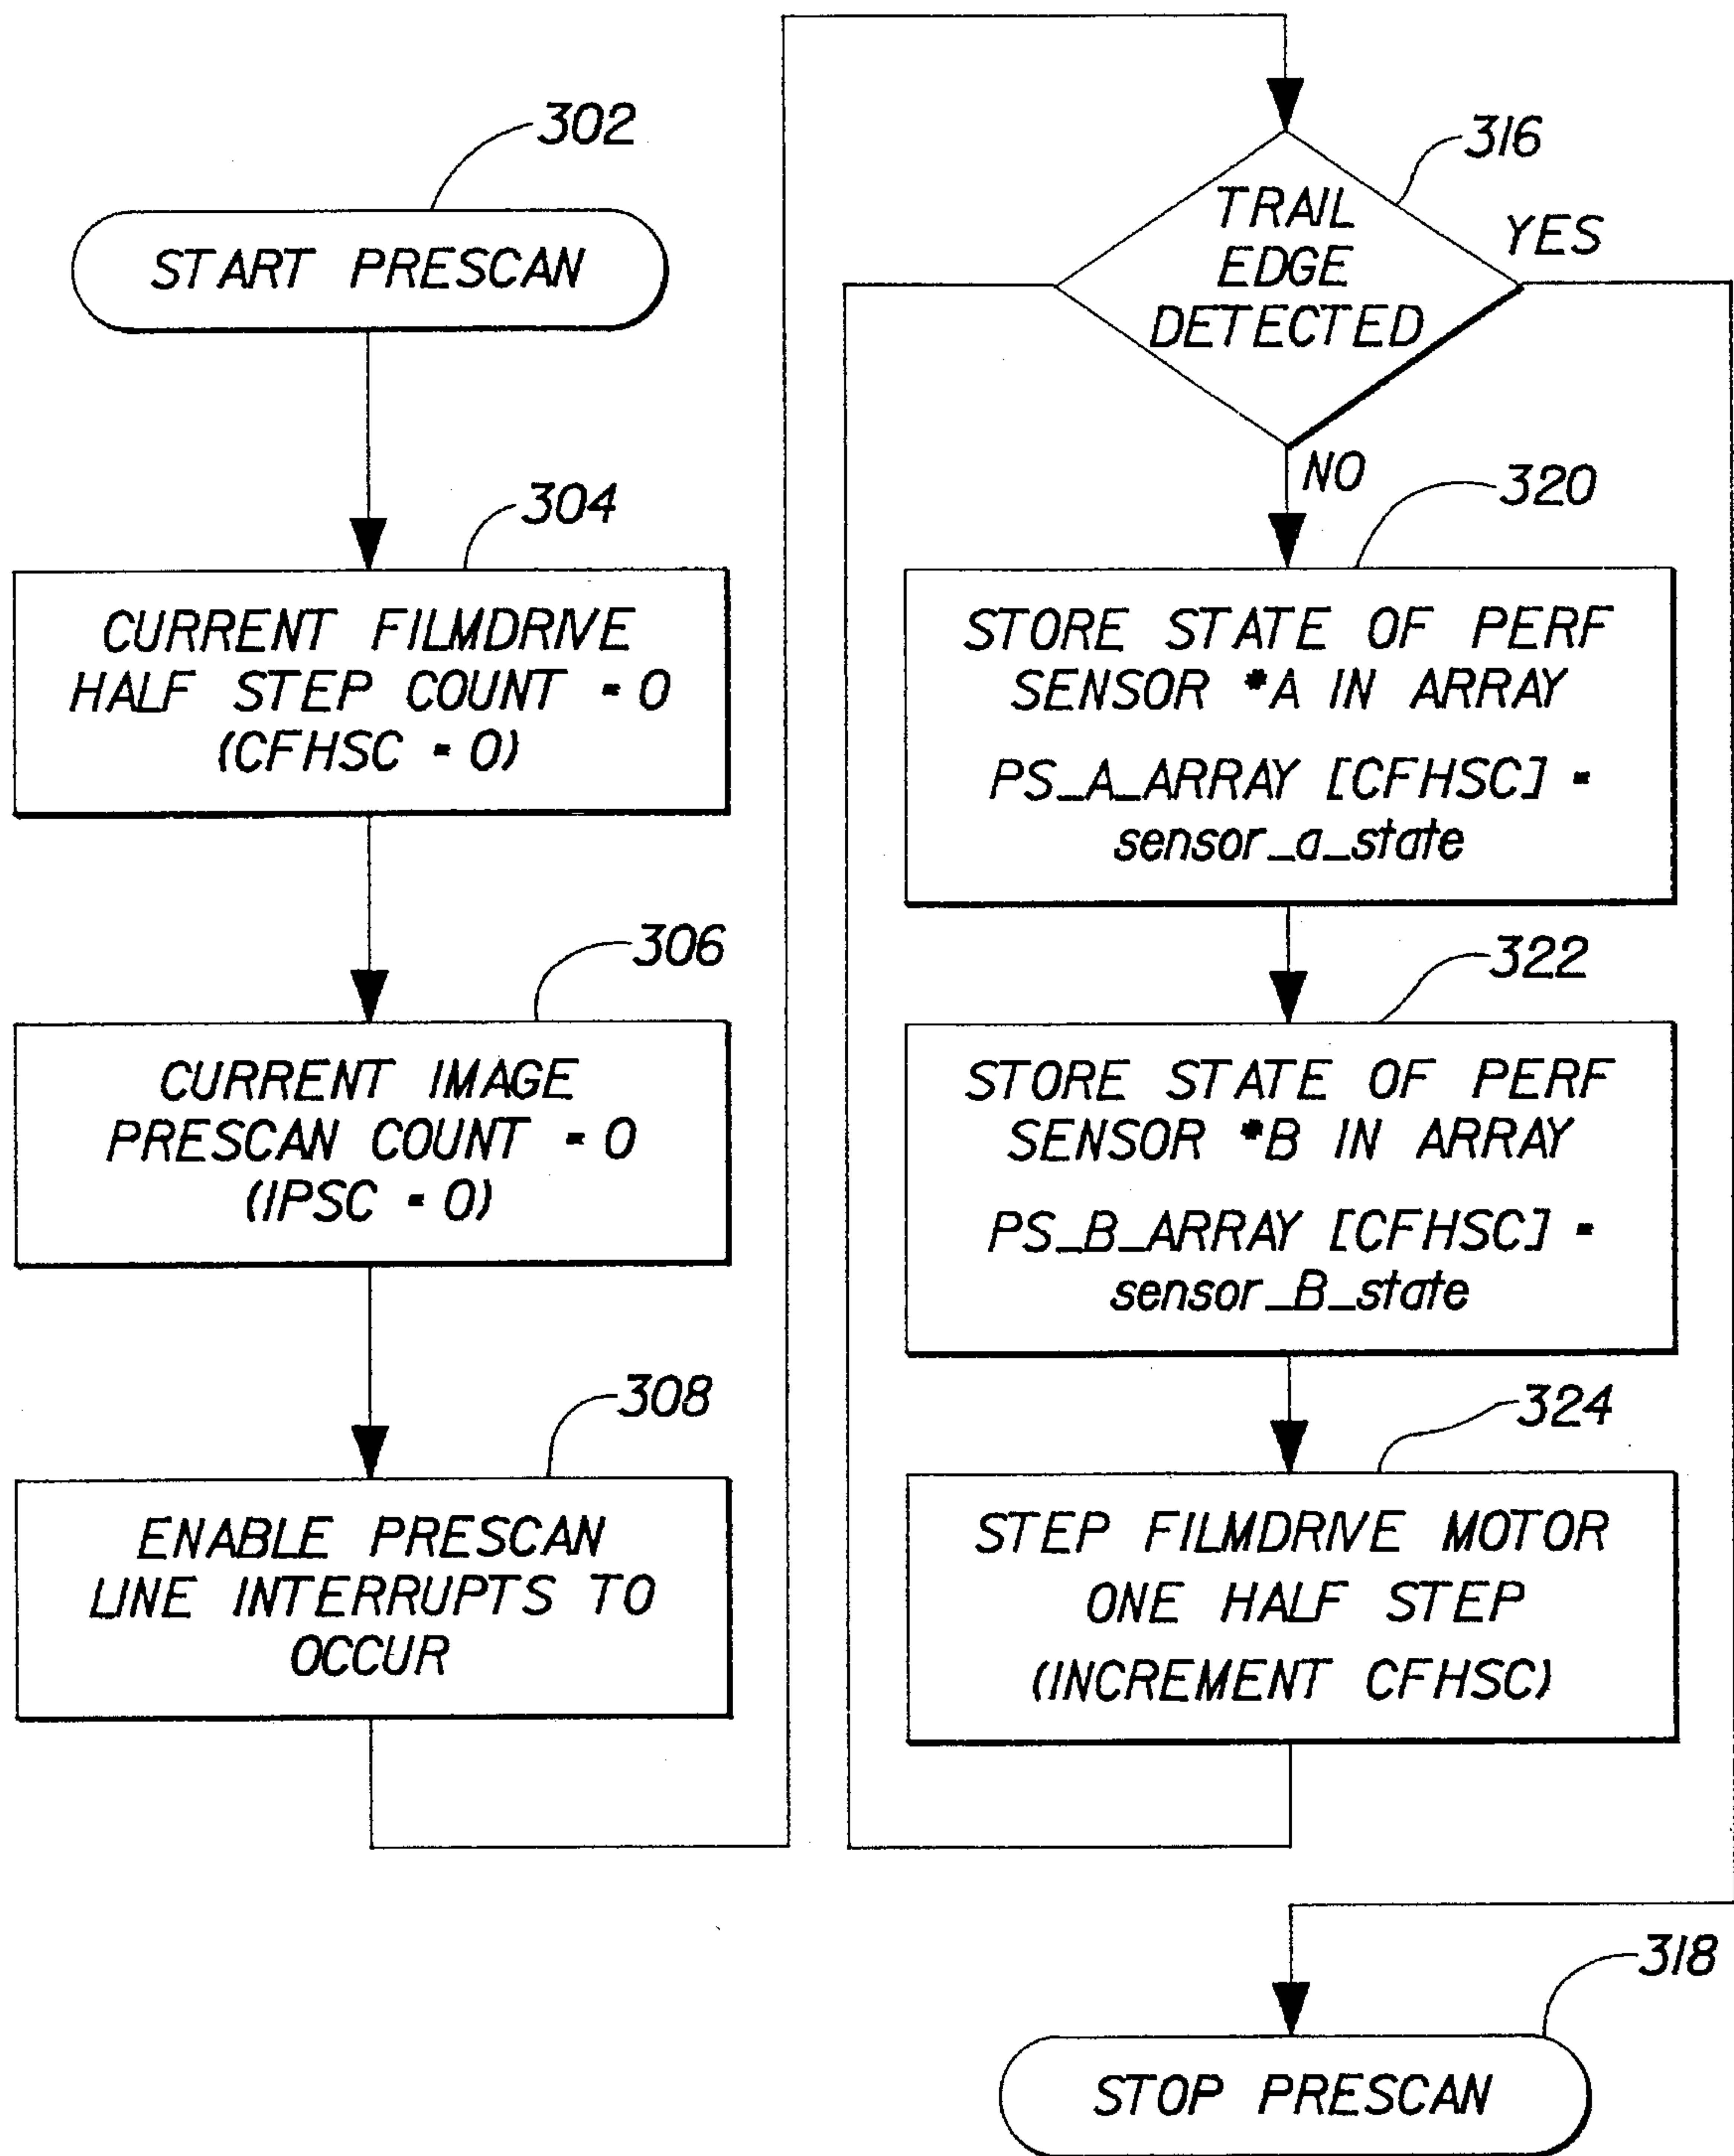 302
START PRESCAN
304
CURRENT FILMDRIVE
HALF STEP COUNT = 0
(CFHSC = 0)
306
CURRENT IMAGE
PRESCAN COUNT = 0
(IPSC = 0)
308
ENABLE PRESCAN
LINE INTERRUPTS TO
OCCUR
316
TRAIL
EDGE
DETECTED
YES
NO
320
STORE STATE OF PERF
SENSOR #A IN ARRAY
PS_A_ARRAY [CFHSC] =
sensor_a_state
322
STORE STATE OF PERF
SENSOR #B IN ARRAY
PS_B_ARRAY [CFHSC] =
sensor_B_state
324
STEP FILMDRIVE MOTOR
ONE HALF STEP
(INCREMENT CFHSC)
318
STOP PRESCAN